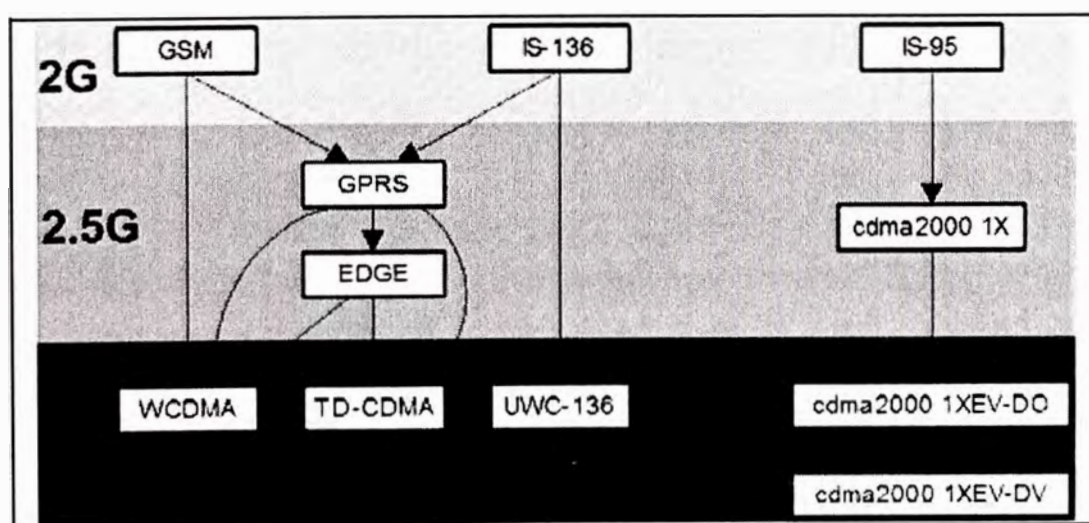 GSM IS-136 IS-95
2G
GPRS
2.5G cdma2000 1X
EDGE
WCDMA TD-CDMA UWC-136 cdma2000 1XEV-DO
cdma2000 1XEV-DV